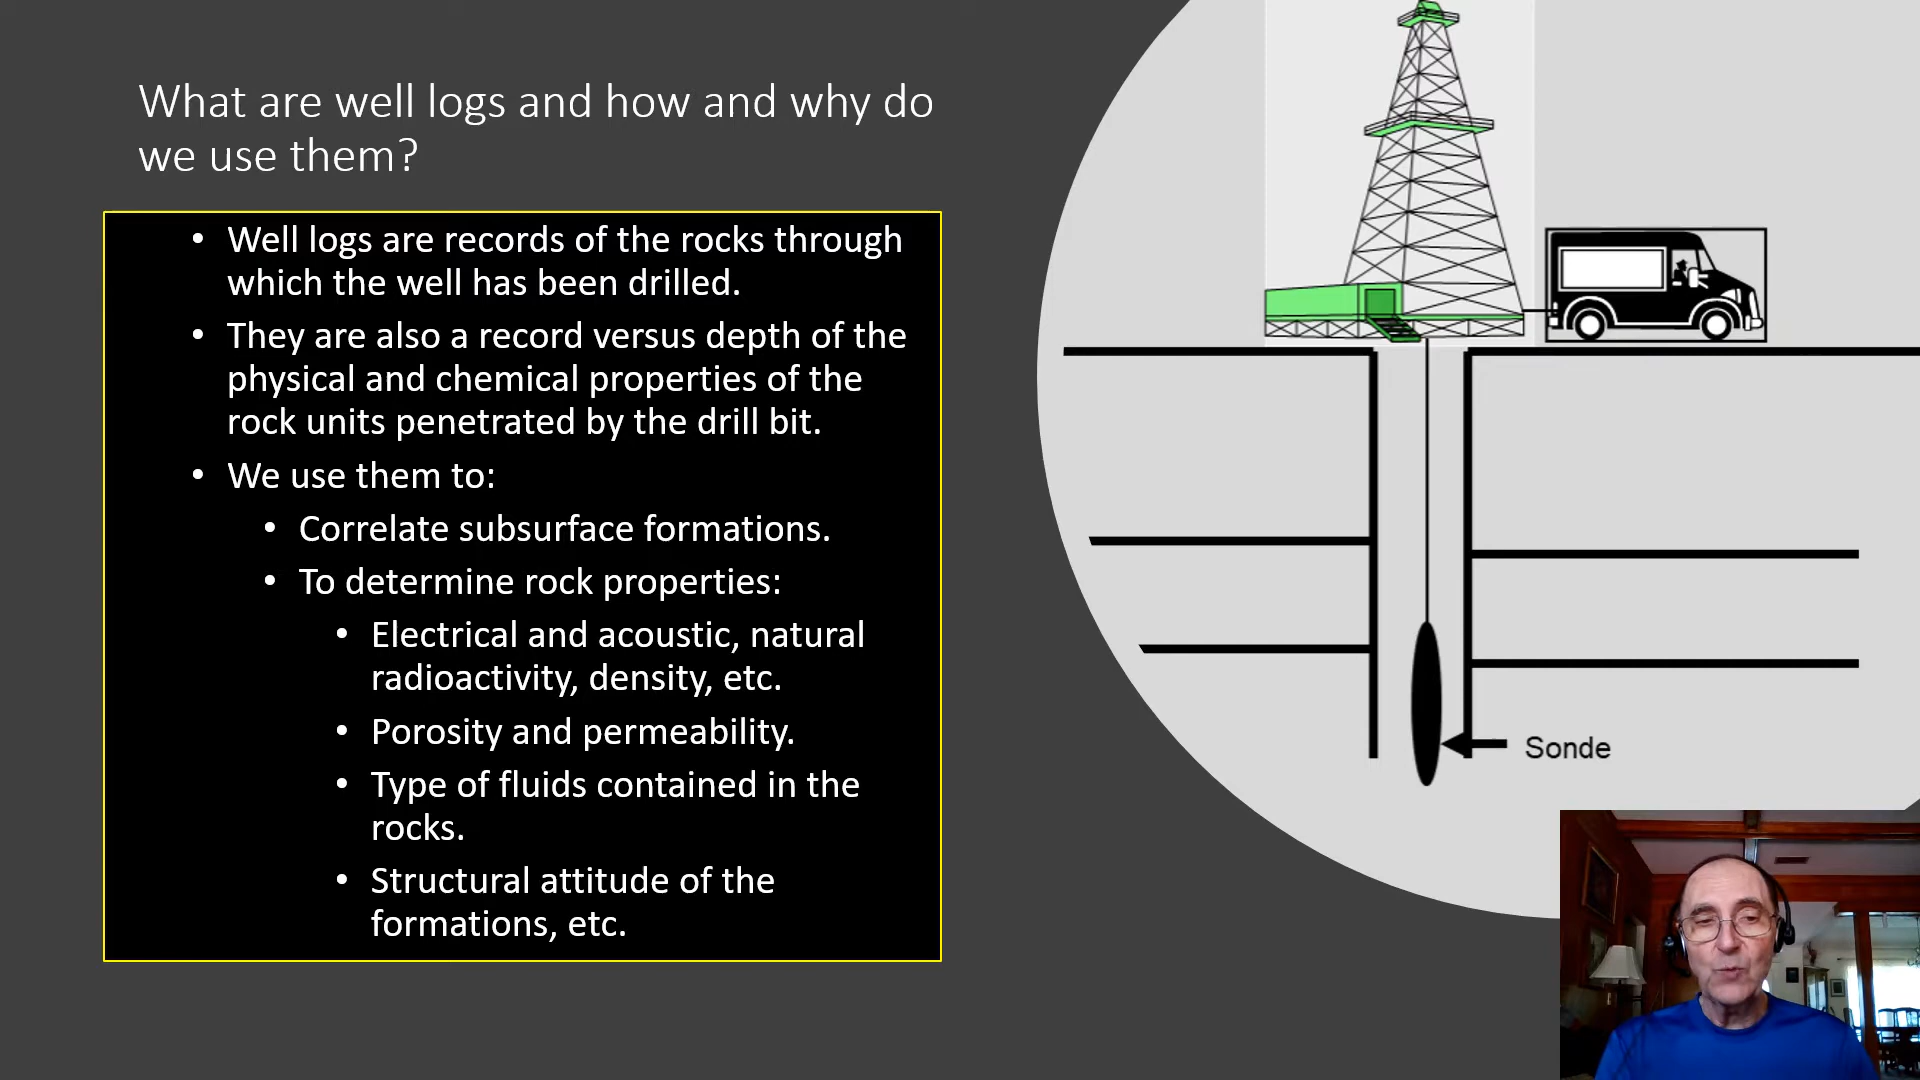 What are well logs and how and why do
we use them?
• Well logs are records of the rocks through
which the well has been drilled.
• They are also a record versus depth of the
physical and chemical properties of the
rock units penetrated by the drill bit.
• We use them to:
• Correlate subsurface formations.
• To determine rock properties:
• Electrical and acoustic, natural
radioactivity, density, etc.
• Porosity and permeability.
• Type of fluids contained in the
rocks.
• Structural attitude of the
formations, etc.
Sonde